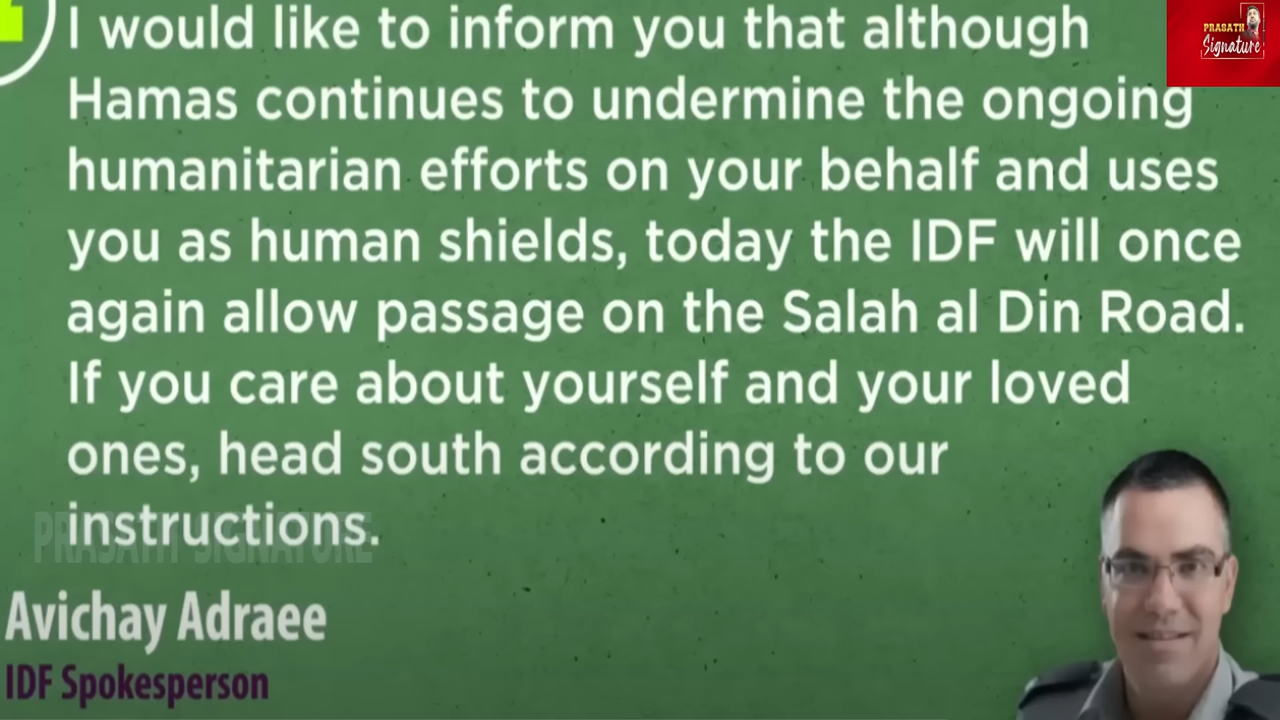 I would like to inform you that although
Hamas continues to undermine the ongoing
humanitarian efforts on your behalf and uses
you as human shields, today the IDF will once
again allow passage on the Salah al Din Road.
If you care about yourself and your loved
ones, head south according to our
instructions.
PRASATH SIGNATURE
Avichay Adraee
IDF Spokesperson
PRASATH
Signature